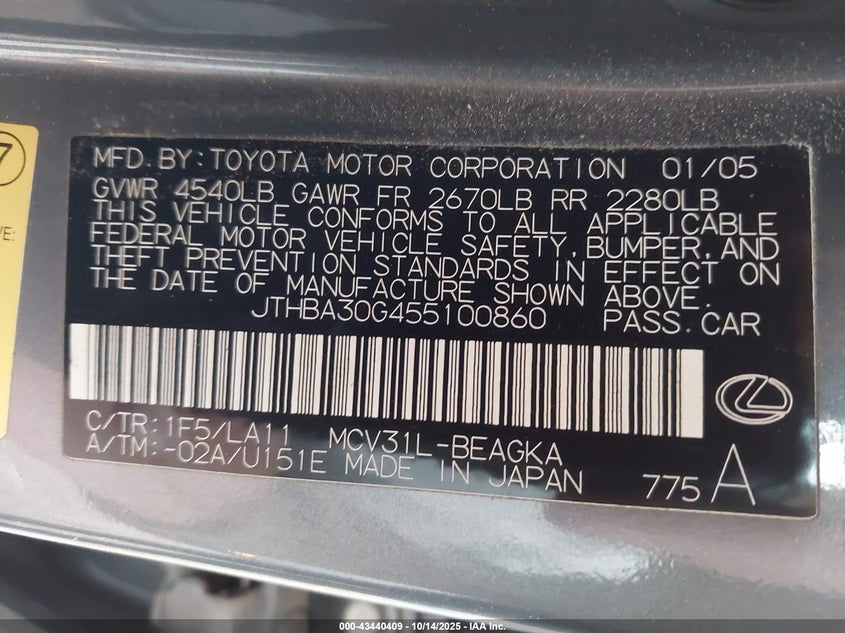 7
VE:
MFD. BY: TOYOTA MOTOR CORPORATION 01/05
GVWR 4540LB GAWR FR 2670LB RR 2280LB
THIS VEHICLE CONFORMS TO ALL APPLICABLE
FEDERAL MOTOR VEHICLE SAFETY, BUMPER, AND
THEFT PREVENTION STANDARDS IN EFFECT ON
THE DATE OF MANUFACTURE SHOWN ABOVE.
JTHBA30G455100860 PASS. CAR
C/TR: 1F5/LA11 MCV31L-BEAGKA
A/TM: -02A/U151E MADE IN JAPAN
775 A
000-43440409 - 10/14/2025 - IAA Inc.